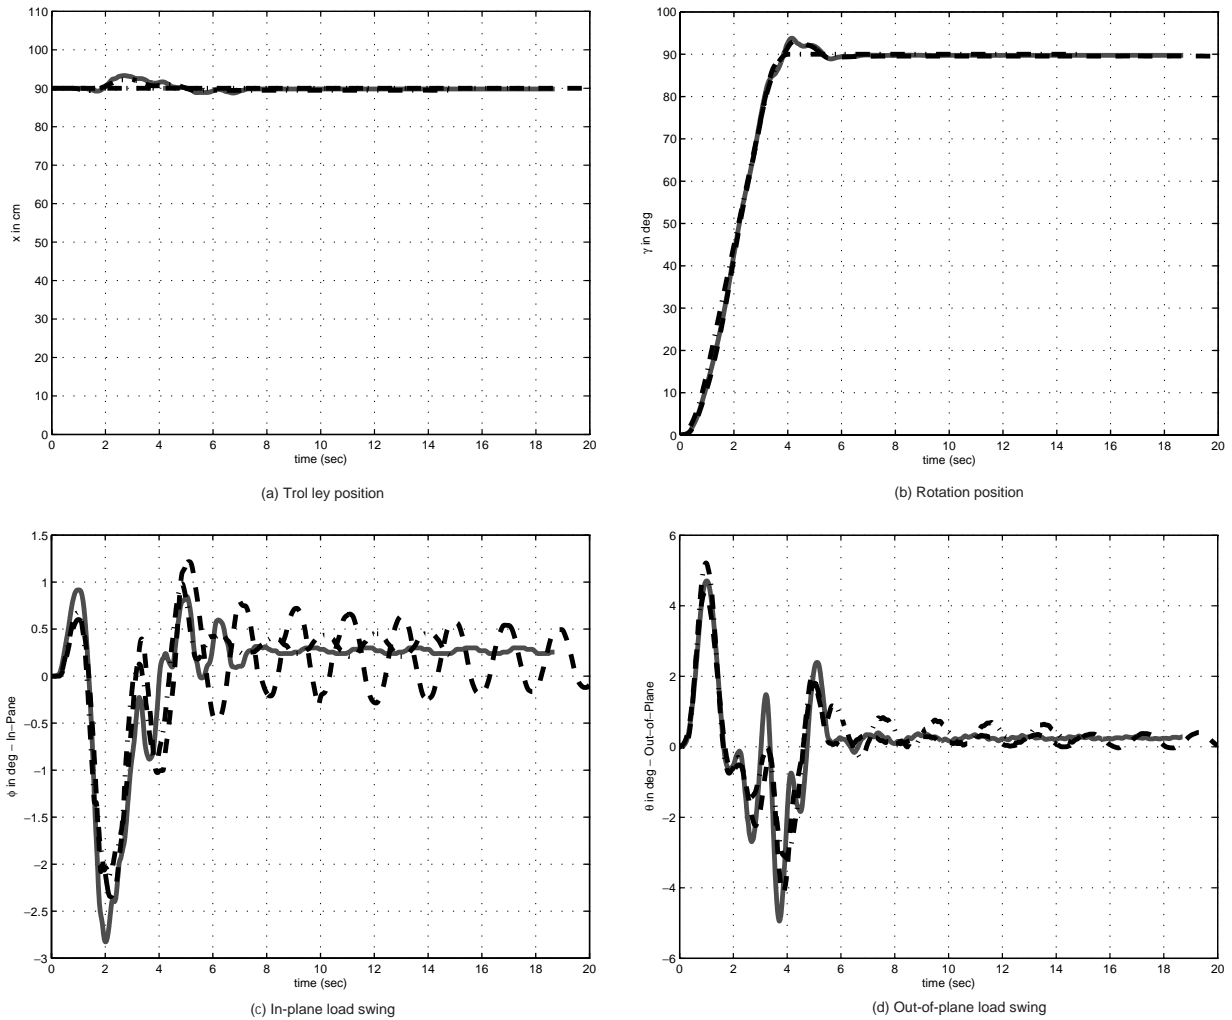 110
100
90
80
70
60
50
40
30
20
10
0
x in cm
0 2 4 6 8 10 12 14 16 18 20
time (sec)
(a) Trol ley position
100
90
80
70
60
50
40
30
20
10
0
γ in deg
0 2 4 6 8 10 12 14 16 18 20
time (sec)
(b) Rotation position
1.5
1
0.5
0
−0.5
−1
−1.5
−2
−2.5
−3
ϕ in deg − In−Pane
0 2 4 6 8 10 12 14 16 18 20
time (sec)
(c) In-plane load swing
6
4
2
0
−2
−4
−6
θ in deg − Out−of−Plane
0 2 4 6 8 10 12 14 16 18 20
time (sec)
(d) Out-of-plane load swing